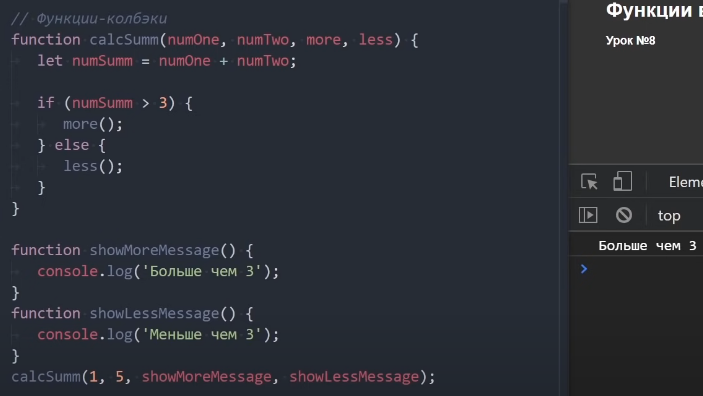 // Функции-колбэки
function calcSumm(numOne, numTwo, more, less) {
let numSumm = numOne + numTwo;
if (numSumm > 3) {
more();
} else {
less();
}
}
function showMoreMessage() {
console.log('Больше чем 3');
}
function showLessMessage() {
console.log('Меньше чем 3');
}
calcSumm(1, 5, showMoreMessage, showLessMessage);
Функции в
Урок №8
Eleme
top
Больше чем 3
>